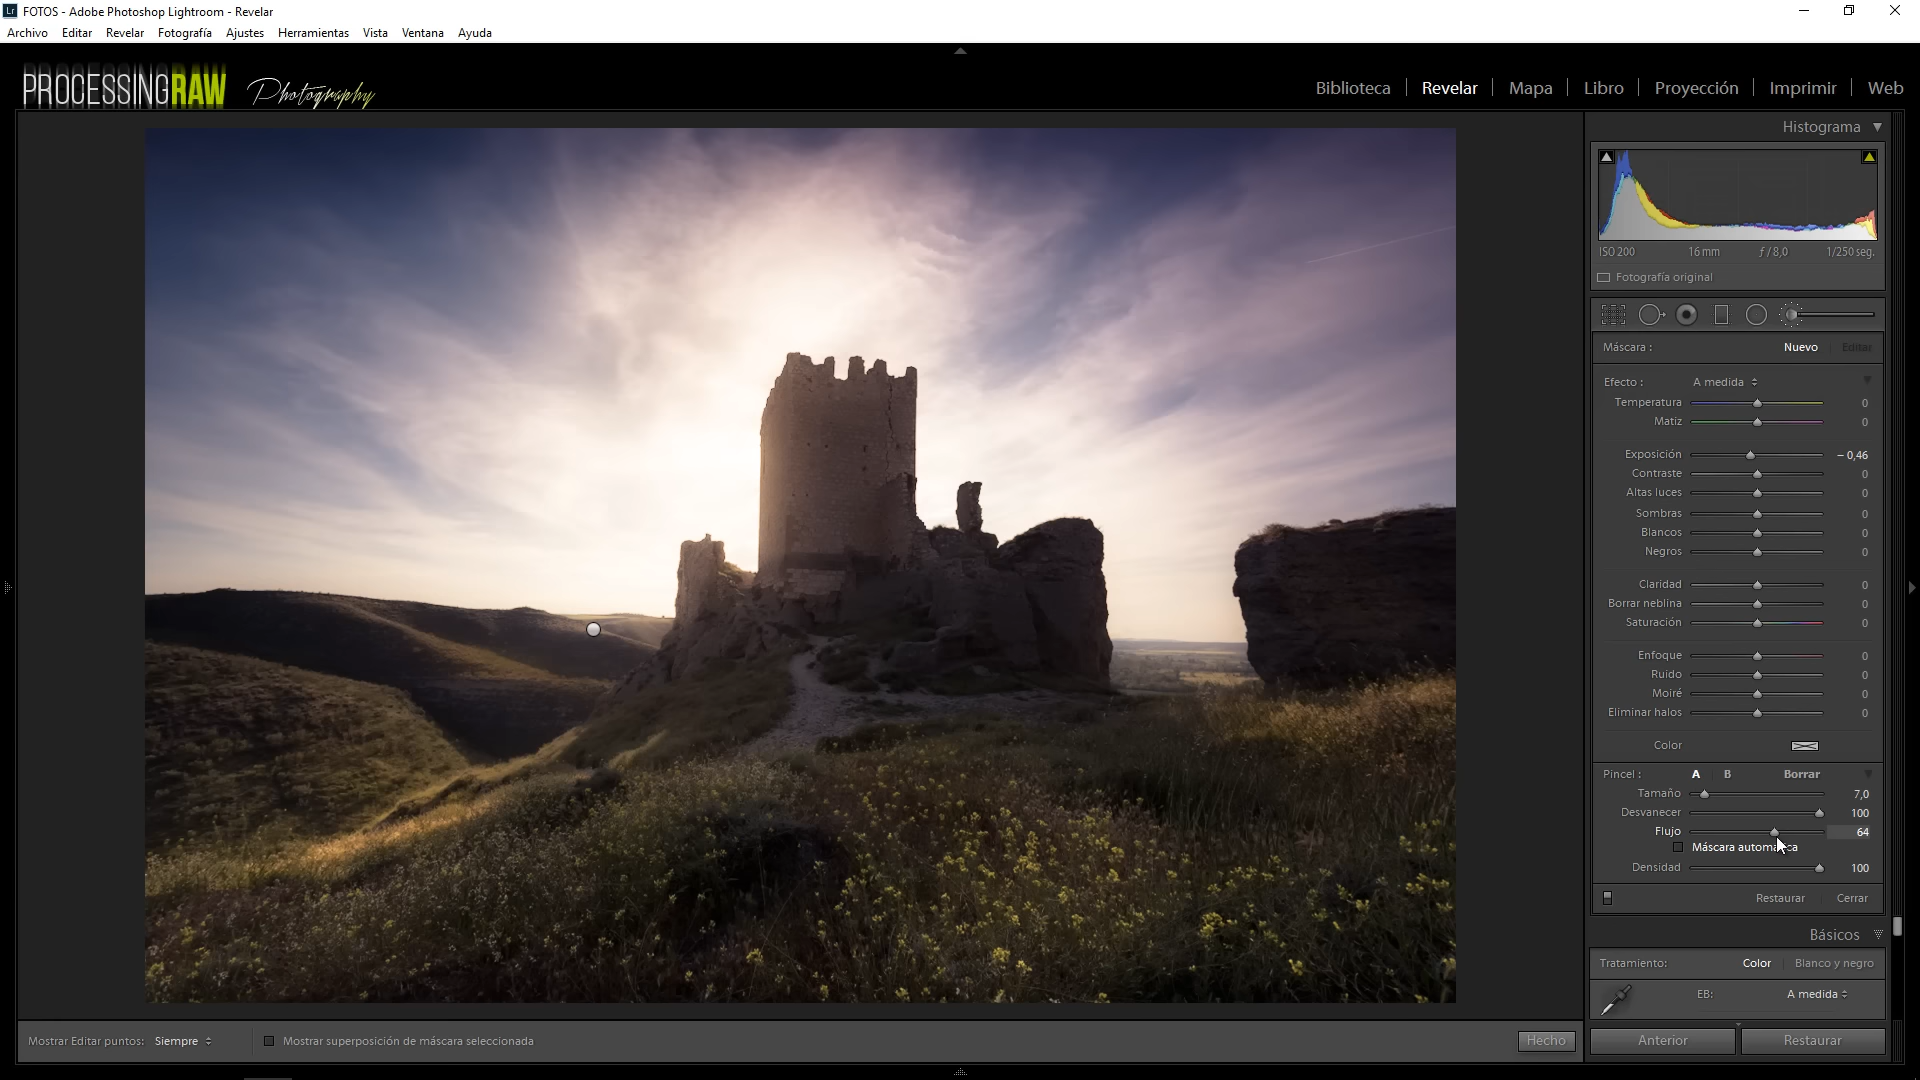 FOTOS - Adobe Photoshop Lightroom - Revelar
Archivo Editar Revelar Fotografía Ajustes Herramientas Vista Ventana Ayuda
PROCESSINGRAW Photography
Biblioteca Revelar Mapa Libro Proyección Imprimir Web
Histograma
ISO 200 16 mm ƒ / 8,0 1/250 seg.
Fotografía original
Máscara : Nuevo Editar
Efecto : A medida
Temperatura 0
Matiz 0
Exposición – 0,46
Contraste 0
Altas luces 0
Sombras 0
Blancos 0
Negros 0
Claridad 0
Borrar neblina 0
Saturación 0
Enfoque 0
Ruido 0
Moiré 0
Eliminar halos 0
Color
Pincel : A B Borrar
Tamaño 7,0
Desvanecer 100
Flujo 64
Máscara automática
Densidad 100
Restaurar Cerrar
Básicos
Tratamiento: Color Blanco y negro
EB: A medida
Mostrar Editar puntos: Siempre Mostrar superposición de máscara seleccionada Hecho
Anterior Restaurar